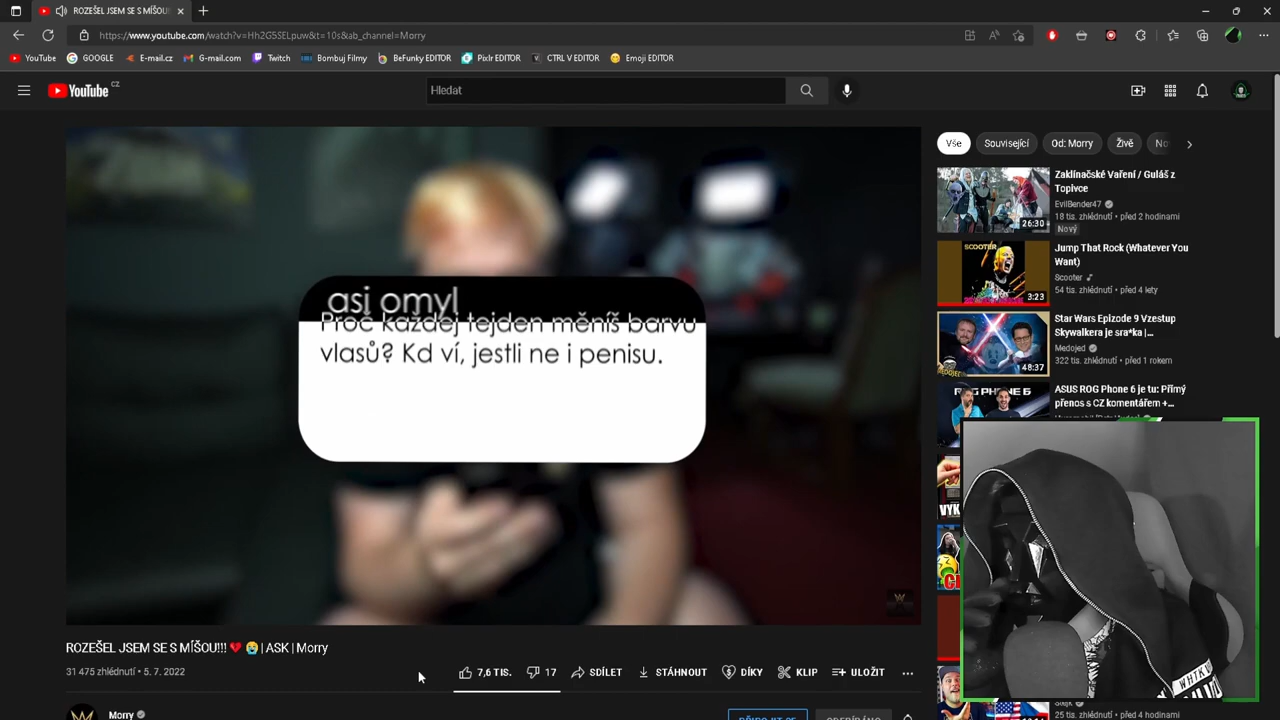 ROZEŠEL JSEM SE S MÍŠOU
https://www.youtube.com/watch?v=Hh2G5SELpuw&t=10s&ab_channel=Morry
YouTube GOOGLE E-mail.cz G-mail.com Twitch Bombuj Filmy BeFunky EDITOR Pixlr EDITOR CTRL V EDITOR Emoji EDITOR
YouTube CZ
Hledat
Vše Související Od: Morry Živě
asi omyl
Proč každej tejden měníš barvu
vlasů? Kd ví, jestli ne i penisu.
ROZEŠEL JSEM SE S MÍŠOU!!! 💔 😭 | ASK | Morry
31 475 zhlédnutí • 5. 7. 2022
7,6 TIS. 17 SDÍLET STÁHNOUT DÍKY KLIP ULOŽIT
Morry
Zaklínačské Vaření / Guláš z
Topivce
EvilBender47
18 tis. zhlédnutí • před 2 hodinami
Nový
26:30
Jump That Rock (Whatever You
Want)
Scooter
54 tis. zhlédnutí • před 4 lety
SCOOTER
3:23
Star Wars Epizode 9 Vzestup
Skywalkera je sra*ka |...
Medojed
322 tis. zhlédnutí • před 1 rokem
48:37
ASUS ROG Phone 6 je tu: Přímý
přenos s CZ komentářem +...
ROG PHONE 6
VYK
25 tis. zhlédnutí • před 4 hodinami